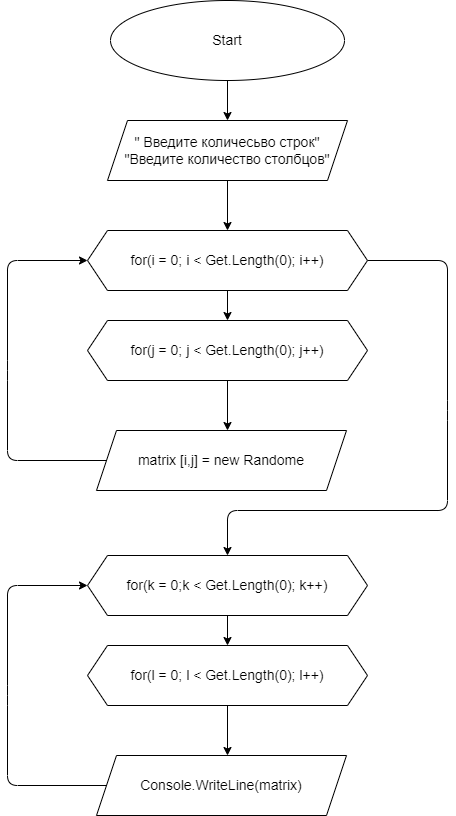 Start
" Введите количесьво строк"
"Введите количество столбцов"
for(i = 0; i < Get.Length(0); i++)
for(j = 0; j < Get.Length(0); j++)
matrix [i,j] = new Randome
for(k = 0;k < Get.Length(0); k++)
for(l = 0; l < Get.Length(0); l++)
Console.WriteLine(matrix)